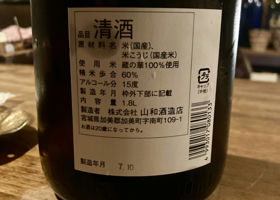 品目 清酒
原材料名 米(国産)、
米こうじ(国産米)
使用米 蔵の華100%使用
精米歩合 60%
アルコール分 15度
製造年月 枠外下部に記載
内容量 1.8L
製造者 株式会社 山和酒造店
宮城県加美郡加美町字南町109-1
お酒は20歳になってから。
製造年月 7.10